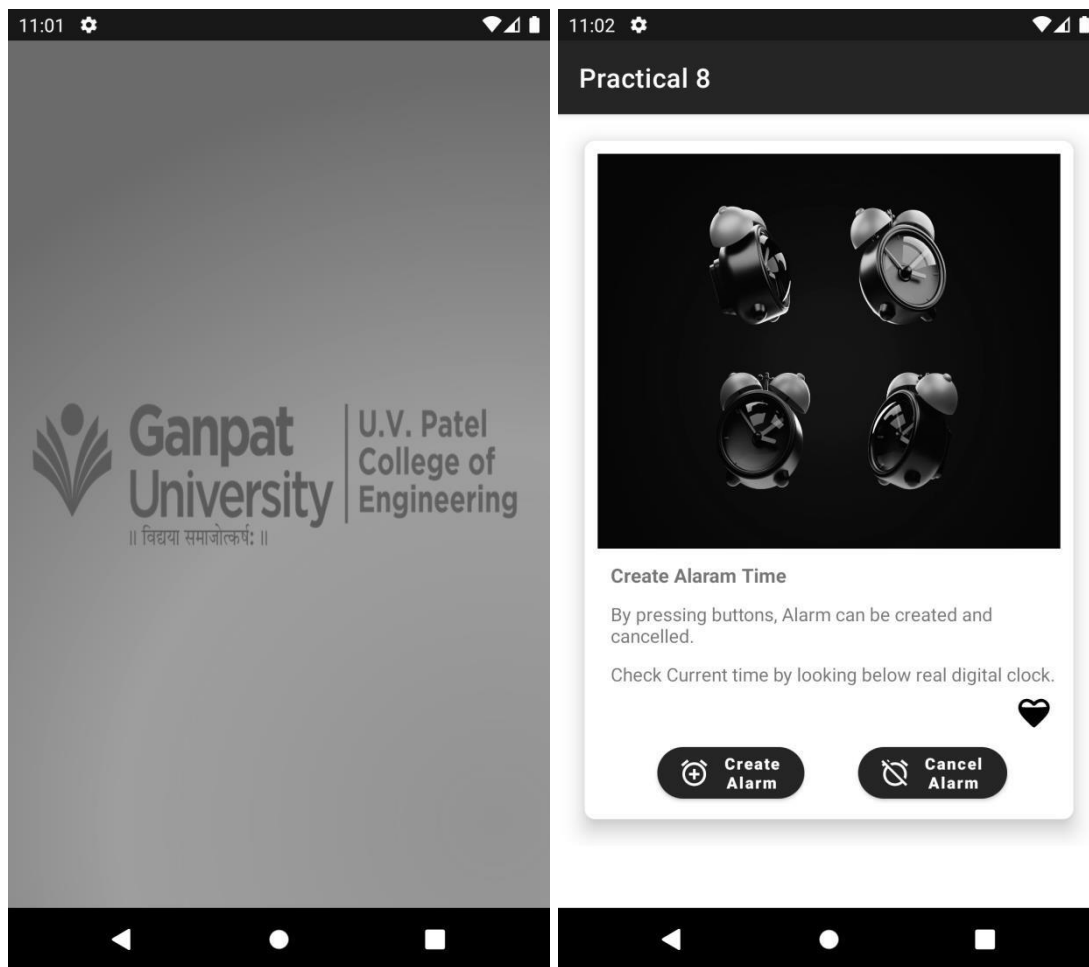 11:01
Ganpat
University
॥ विद्यया समाजोत्कर्ष: ॥
U.V. Patel
College of
Engineering
11:02
Practical 8
Create Alaram Time
By pressing buttons, Alarm can be created and
cancelled.
Check Current time by looking below real digital clock.
Create
Alarm
Cancel
Alarm